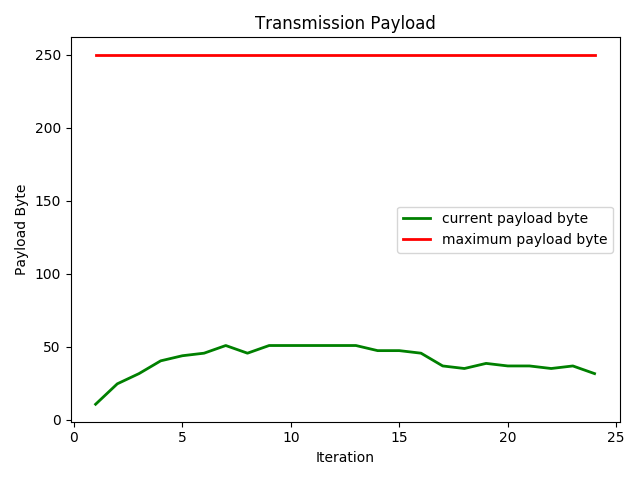 Transmission Payload
250
200
150
100
50
0
Payload Byte
current payload byte
maximum payload byte
0 5 10 15 20 25
Iteration